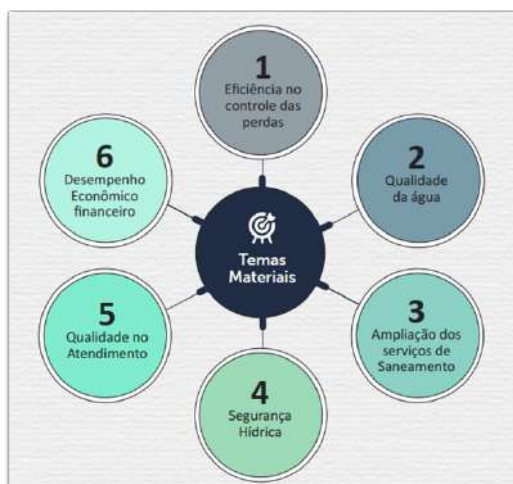 1
Eficiência no
controle das
perdas
2
Qualidade
da água
3
Ampliação dos
serviços de
Saneamento
4
Segurança
Hídrica
5
Qualidade no
Atendimento
6
Desempenho
Econômico
financeiro
Temas
Materiais